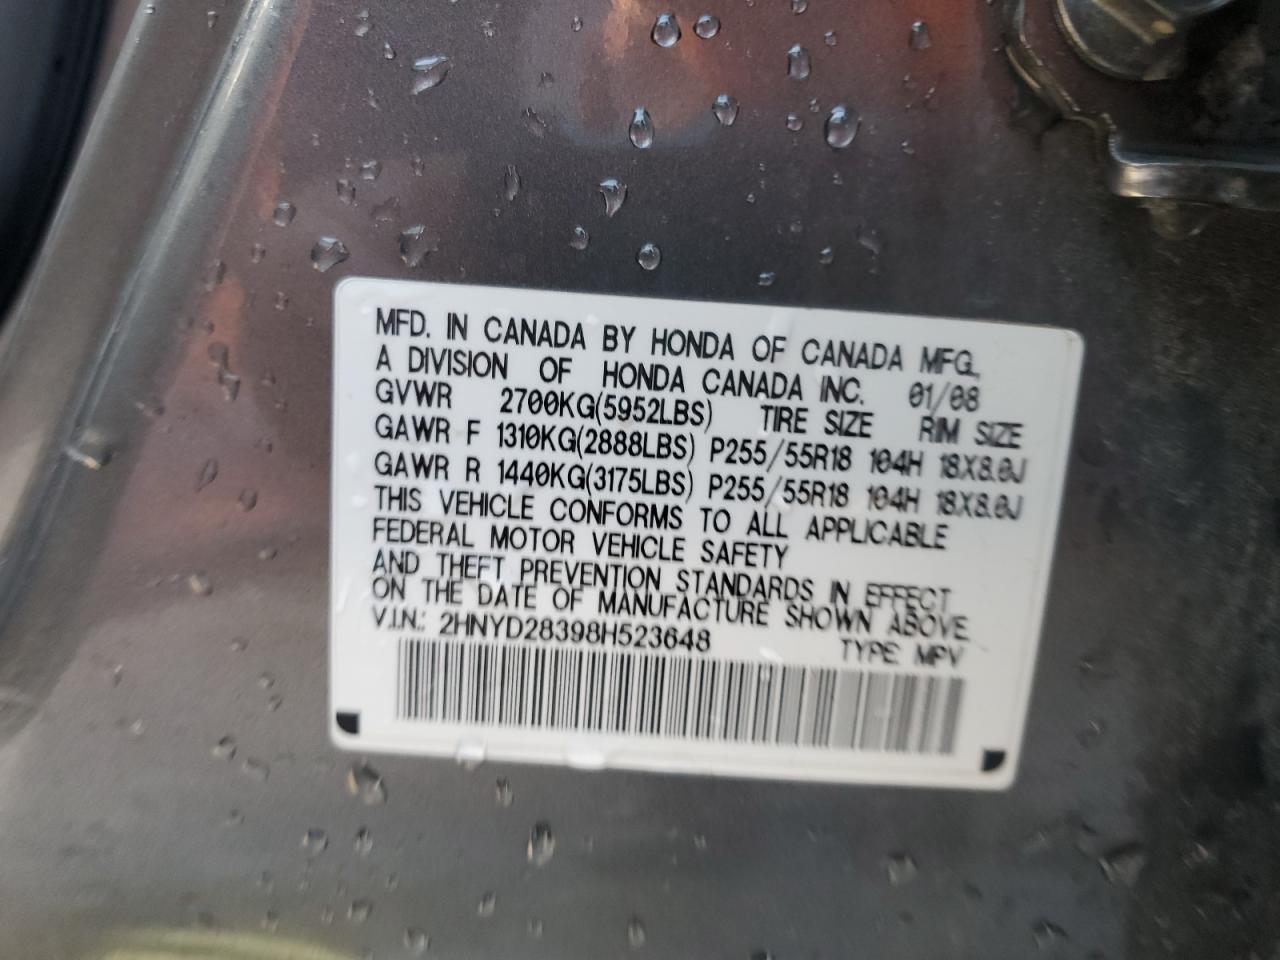 MFD. IN CANADA BY HONDA OF CANADA MFG.,
A DIVISION OF HONDA CANADA INC. 01/08
GVWR 2700KG(5952LBS) TIRE SIZE RIM SIZE
GAWR F 1310KG(2888LBS) P255/55R18 104H 18X8.0J
GAWR R 1440KG(3175LBS) P255/55R18 104H 18X8.0J
THIS VEHICLE CONFORMS TO ALL APPLICABLE
FEDERAL MOTOR VEHICLE SAFETY
AND THEFT PREVENTION STANDARDS IN EFFECT
ON THE DATE OF MANUFACTURE SHOWN ABOVE
V.I.N.: 2HNYD28398H523648 TYPE: MPV